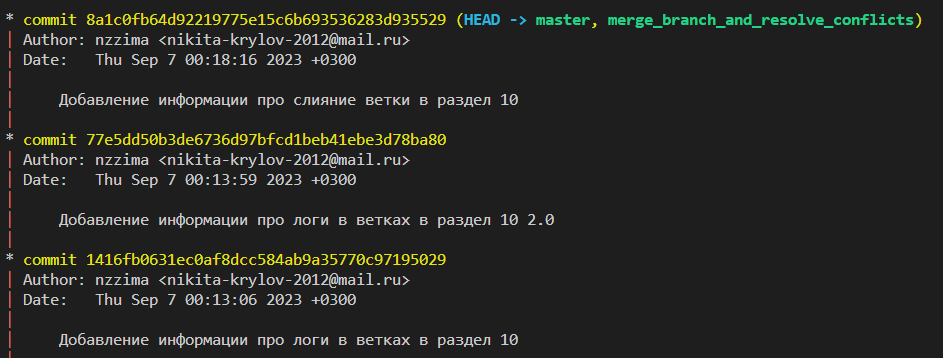 * commit 8a1c0fb64d92219775e15c6b693536283d935529 (HEAD -> master, merge_branch_and_resolve_conflicts)
| Author: nzzima <nikita-krylov-2012@mail.ru>
| Date:   Thu Sep 7 00:18:16 2023 +0300
|
|     Добавление информации про слияние ветки в раздел 10
|
* commit 77e5dd50b3de6736d97bfcd1beb41ebe3d78ba80
| Author: nzzima <nikita-krylov-2012@mail.ru>
| Date:   Thu Sep 7 00:13:59 2023 +0300
|
|     Добавление информации про логи в ветках в раздел 10 2.0
|
* commit 1416fb0631ec0af8dcc584ab9a35770c97195029
| Author: nzzima <nikita-krylov-2012@mail.ru>
| Date:   Thu Sep 7 00:13:06 2023 +0300
|
|     Добавление информации про логи в ветках в раздел 10
|